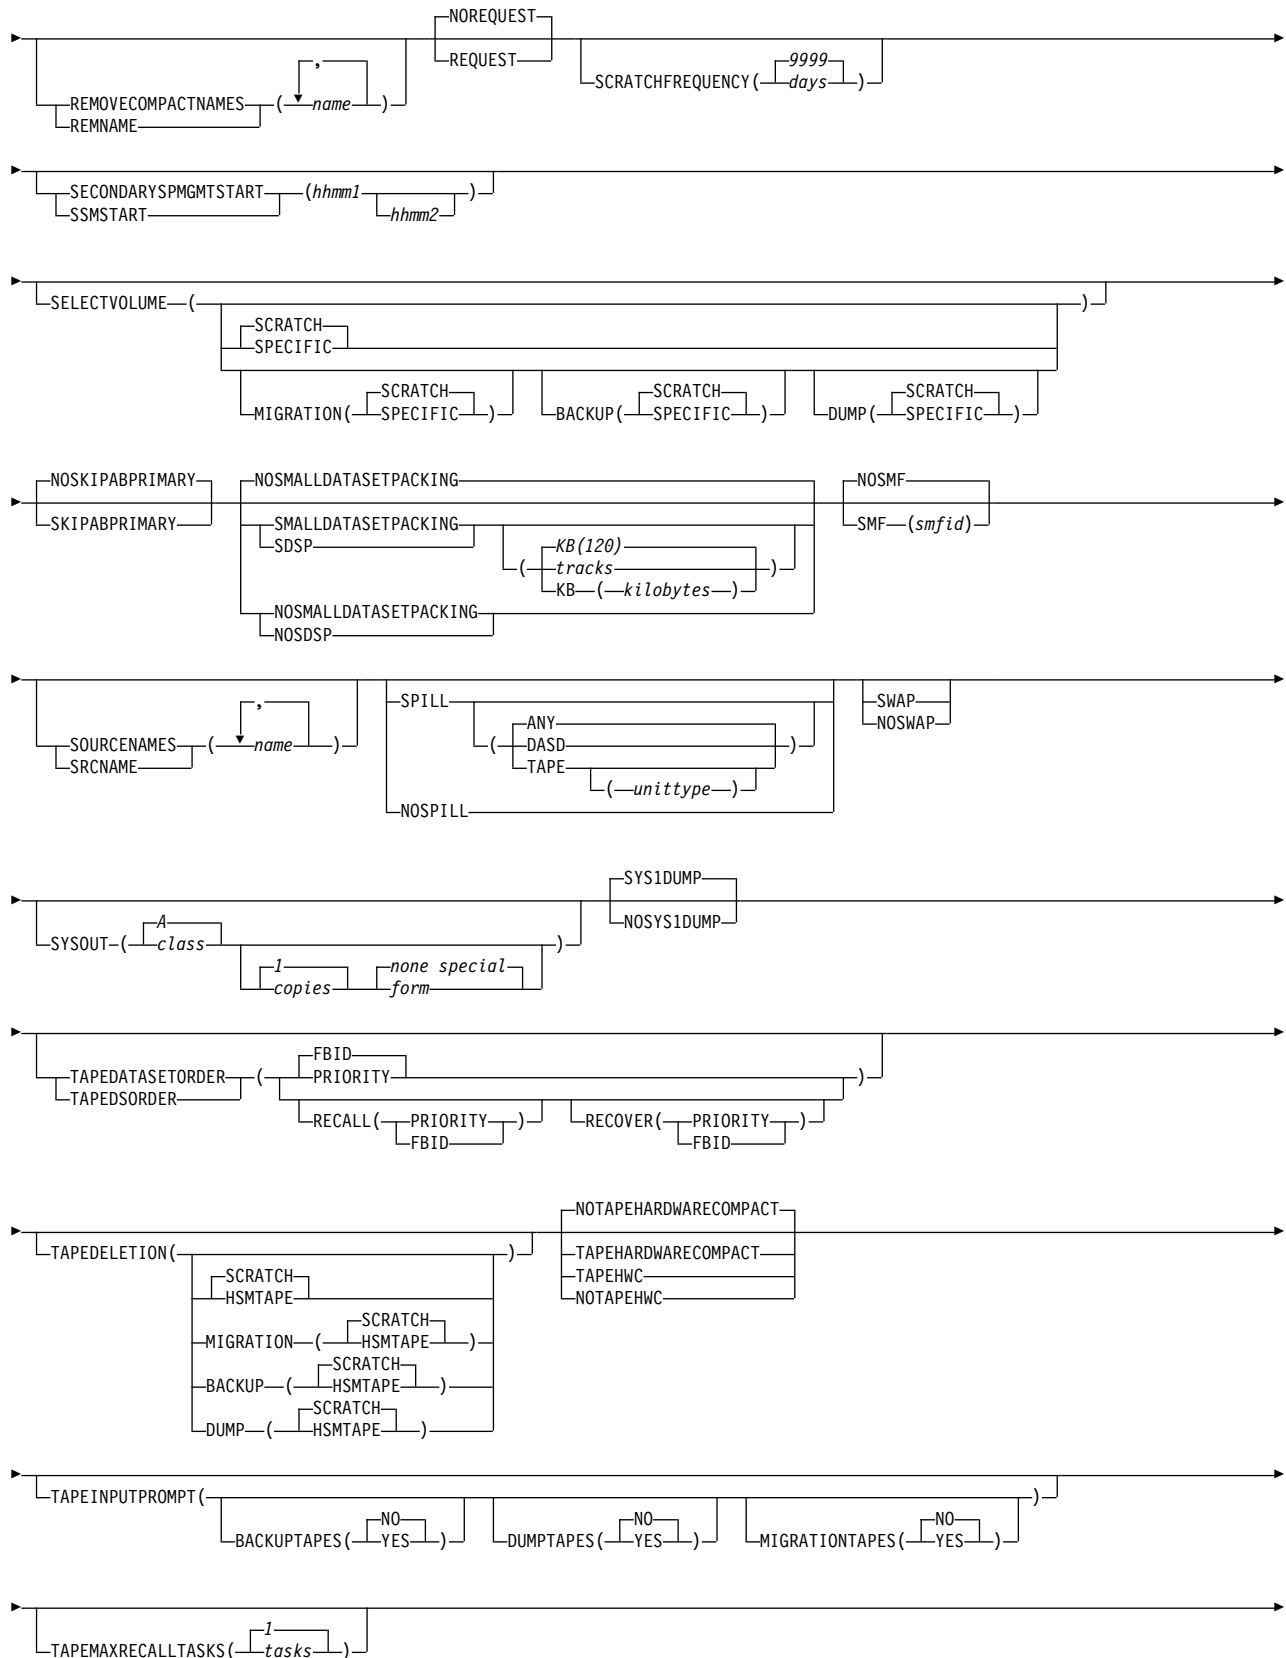 NOREQUEST
REQUEST
9999
SCRATCHFREQUENCY( days )
,
REMOVECOMPACTNAMES ( name )
REMNAME
SECONDARYSPMGMTSTART (hhmm1 )
SSMSTART hhmm2
SELECTVOLUME ( )
SCRATCH
SPECIFIC
SCRATCH SCRATCH SCRATCH
MIGRATION( SPECIFIC ) BACKUP( SPECIFIC ) DUMP( SPECIFIC )
NOSKIPABPRIMARY NOSMALLDATASETPACKING NOSMF
SKIPABPRIMARY SMALLDATASETPACKING SMF (smfid)
SDSP KB(120)
( tracks )
KB ( kilobytes )
NOSMALLDATASETPACKING
NOSDSP
SPILL SWAP
, ANY NOSWAP
SOURCENAMES ( name ) ( DASD )
SRCNAME TAPE
( unittype )
NOSPILL
SYS1DUMP
A NOSYS1DUMP
SYSOUT ( class )
1 none special
copies form
FBID
TAPEDATASETORDER ( PRIORITY )
TAPEDSORDER
RECALL( PRIORITY ) RECOVER( PRIORITY )
FBID FBID
NOTAPEHARDWARECOMPACT
TAPEDELETION( ) TAPEHARDWARECOMPACT
SCRATCH TAPEHWC
HSMTAPE NOTAPEHWC
SCRATCH
MIGRATION ( HSMTAPE )
SCRATCH
BACKUP ( HSMTAPE )
SCRATCH
DUMP ( HSMTAPE )
TAPEINPUTPROMPT( )
NO NO NO
BACKUPTAPES( YES ) DUMPTAPES( YES ) MIGRATIONTAPES( YES )
1
TAPEMAXRECALLTASKS( tasks )